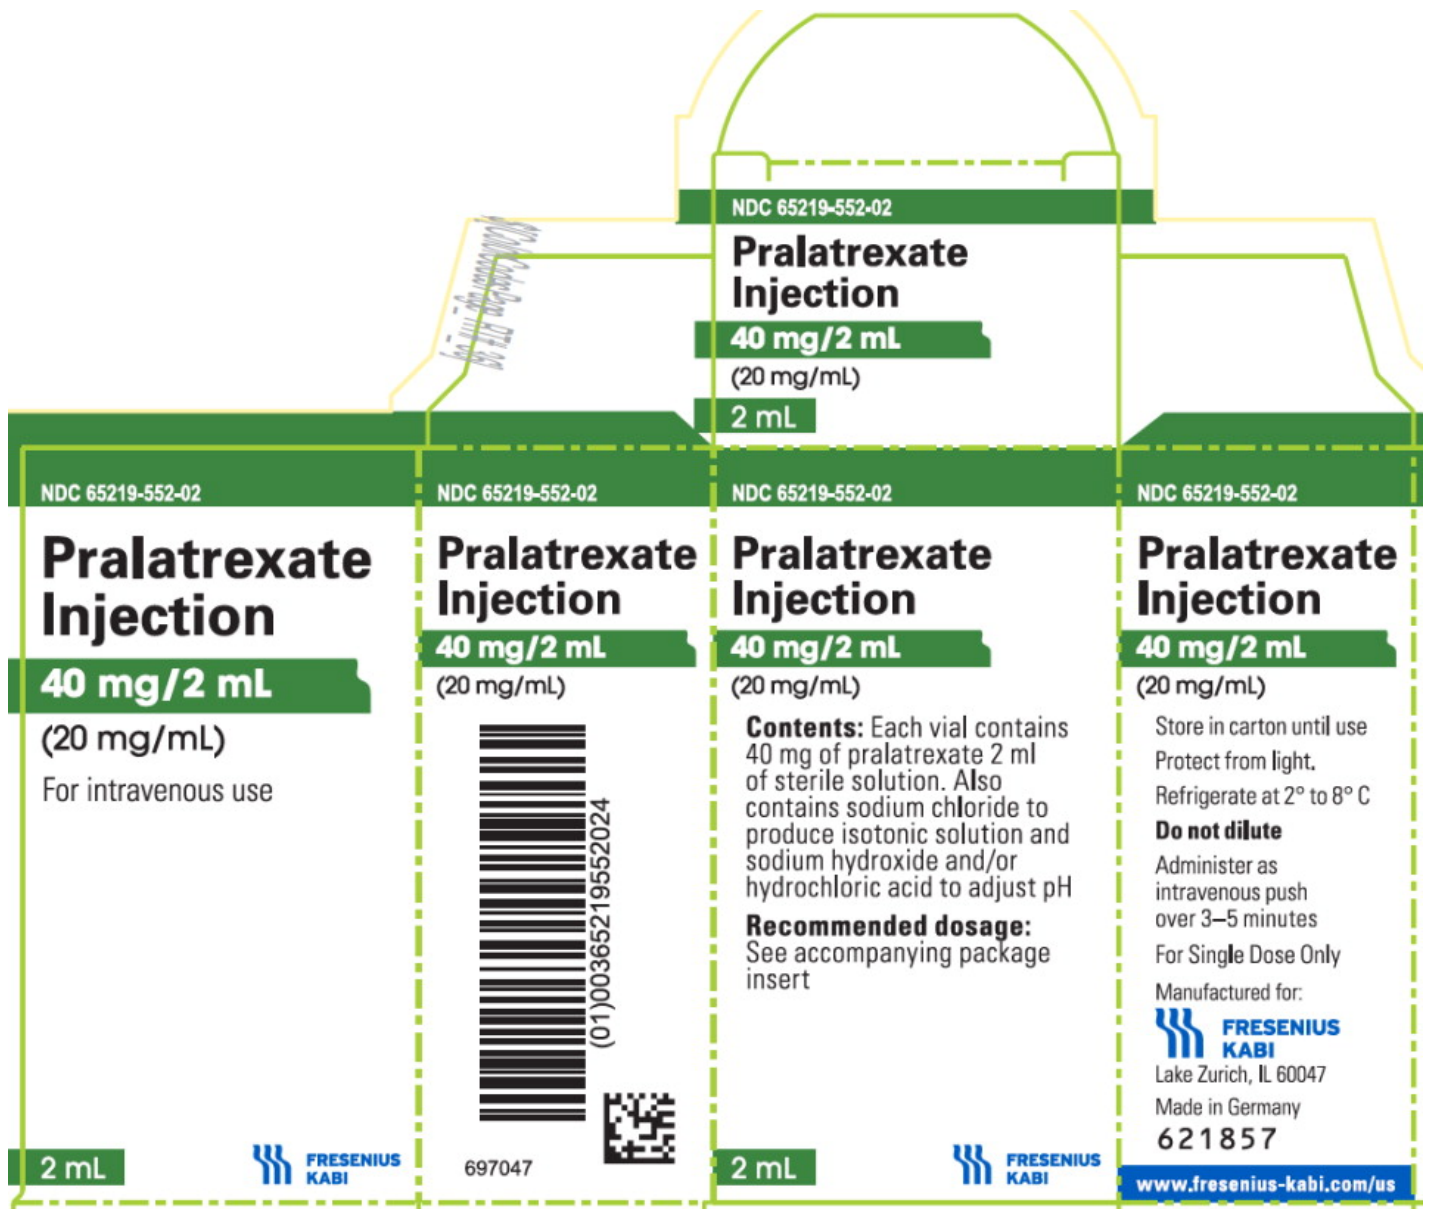 NDC 65219-552-02
Pralatrexate
Injection
40 mg/2 mL
(20 mg/mL)
2 mL
NDC 65219-552-02
Pralatrexate
Injection
40 mg/2 mL
(20 mg/mL)
For intravenous use
2 mL
FRESENIUS
KABI
NDC 65219-552-02
Pralatrexate
Injection
40 mg/2 mL
(20 mg/mL)
(01)00365219552024
697047
NDC 65219-552-02
Pralatrexate
Injection
40 mg/2 mL
(20 mg/mL)
Contents: Each vial contains
40 mg of pralatrexate 2 ml
of sterile solution. Also
contains sodium chloride to
produce isotonic solution and
sodium hydroxide and/or
hydrochloric acid to adjust pH
Recommended dosage:
See accompanying package
insert
2 mL
FRESENIUS
KABI
NDC 65219-552-02
Pralatrexate
Injection
40 mg/2 mL
(20 mg/mL)
Store in carton until use
Protect from light.
Refrigerate at 2° to 8° C
Do not dilute
Administer as
intravenous push
over 3–5 minutes
For Single Dose Only
Manufactured for:
FRESENIUS
KABI
Lake Zurich, IL 60047
Made in Germany
621857
www.fresenius-kabi.com/us